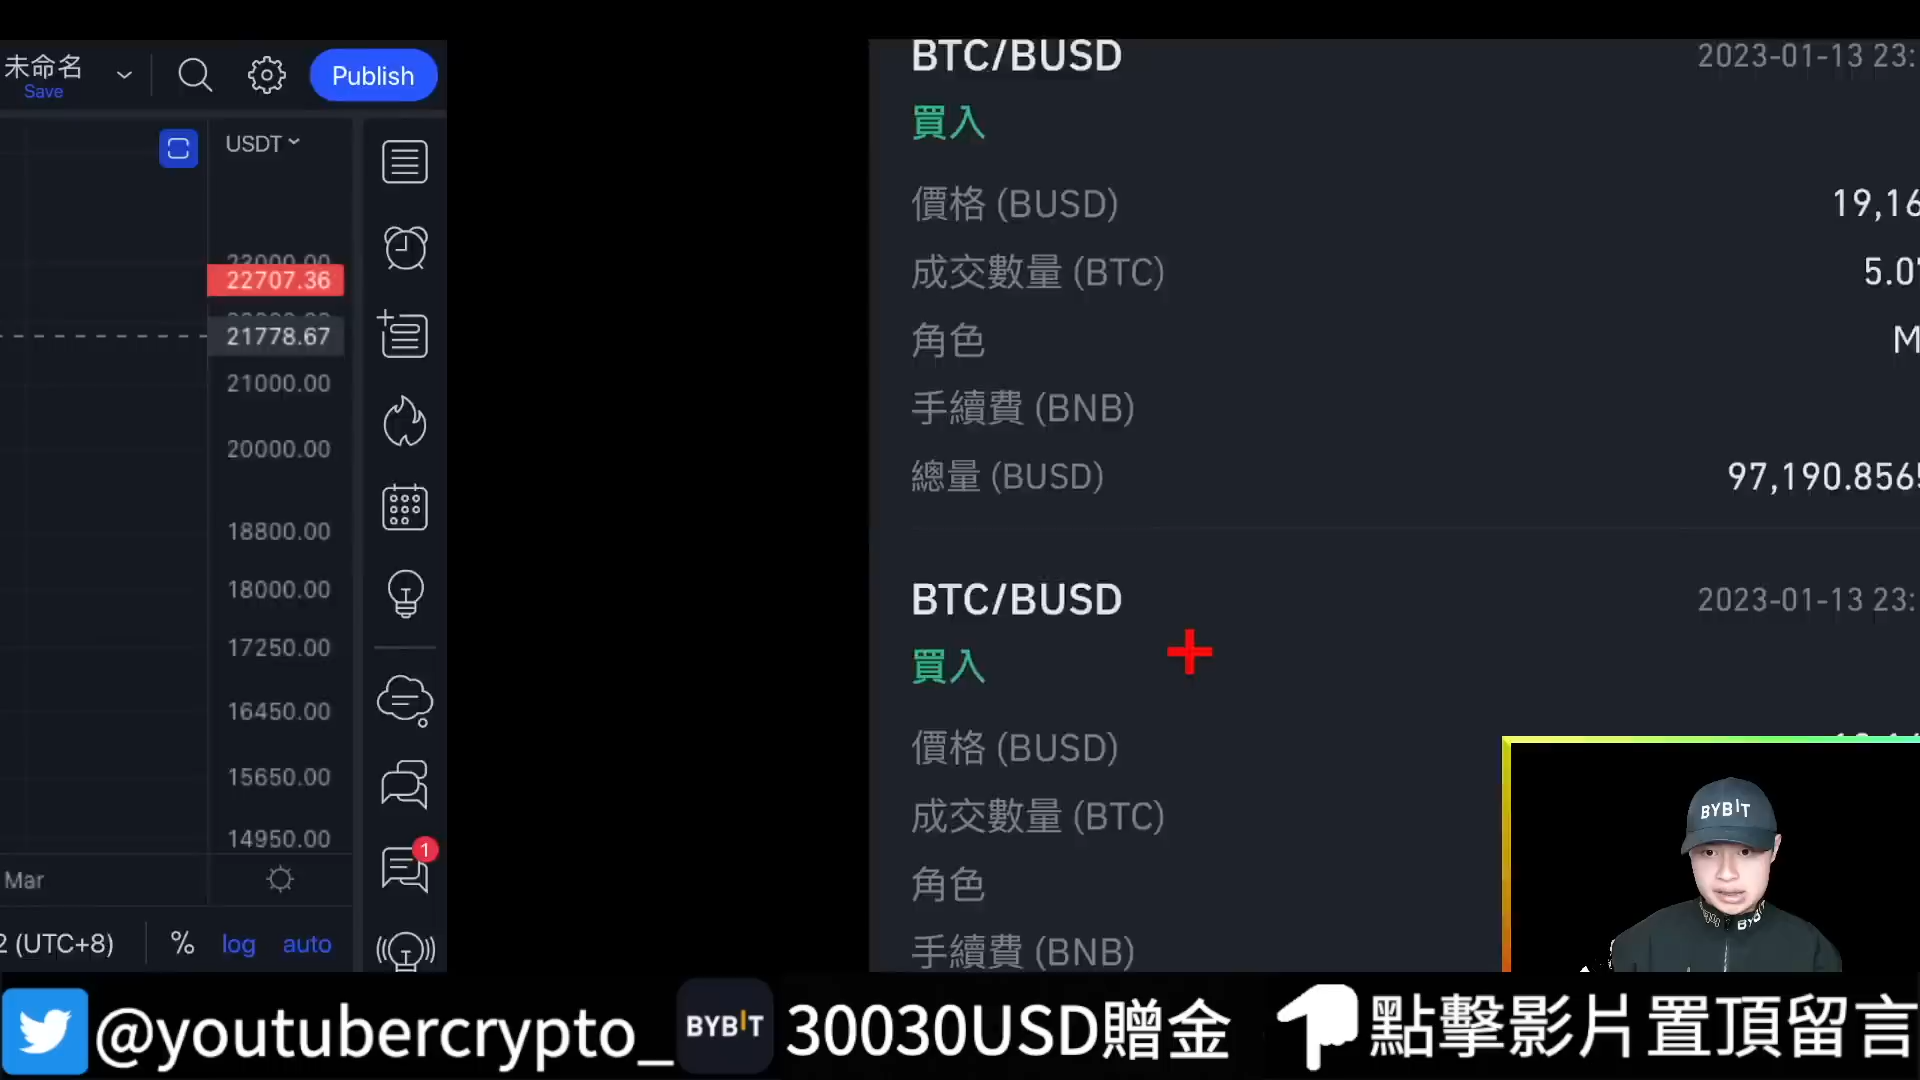 未命名
Save
Publish
USDT
23000.00
22707.36
21778.67
21000.00
20000.00
18800.00
18000.00
17250.00
16450.00
15650.00
14950.00
Mar
1
2 (UTC+8)
%
log
auto
BTC/BUSD
2023-01-13 23:
買入
價格 (BUSD)
19,16
成交數量 (BTC)
5.07
角色
M
手續費 (BNB)
總量 (BUSD)
97,190.8565
BTC/BUSD
2023-01-13 23:
買入
價格 (BUSD)
成交數量 (BTC)
角色
手續費 (BNB)
BYBIT
@youtubercrypto_
BYBIT
30030USD贈金
點擊影片置頂留言